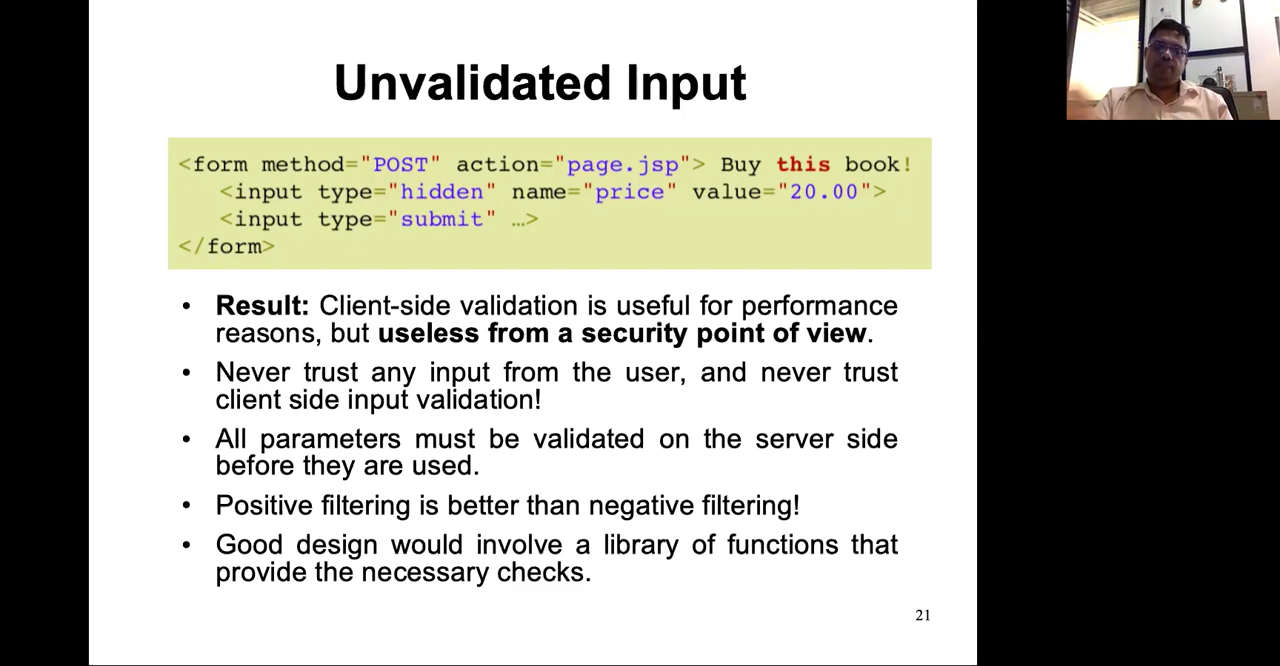 Unvalidated Input
<form method="POST" action="page.jsp"> Buy this book!
<input type="hidden" name="price" value="20.00">
<input type="submit" …>
</form>
• Result: Client-side validation is useful for performance
reasons, but useless from a security point of view.
• Never trust any input from the user, and never trust
client side input validation!
• All parameters must be validated on the server side
before they are used.
• Positive filtering is better than negative filtering!
• Good design would involve a library of functions that
provide the necessary checks.
21